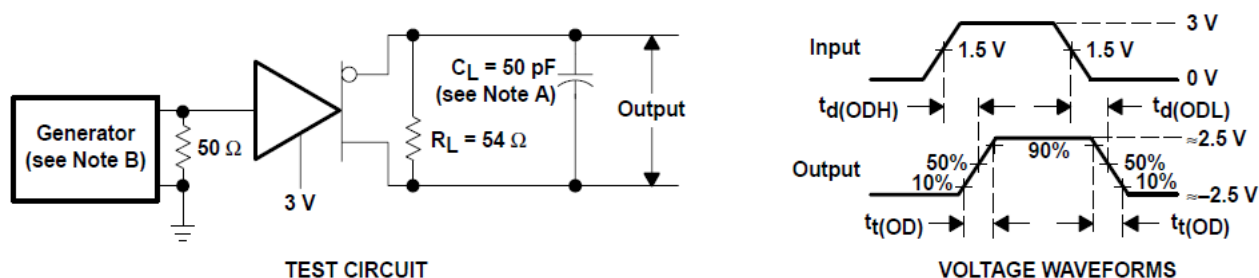 Generator
(see Note B)
50 Ω
3 V
R_L = 54 Ω
C_L = 50 pF
(see Note A)
Output
TEST CIRCUIT
Input
3 V
1.5 V
1.5 V
0 V
t_d(ODH)
t_d(ODL)
Output
≈2.5 V
50%
90%
50%
10%
10%
≈–2.5 V
t_t(OD)
t_t(OD)
VOLTAGE WAVEFORMS